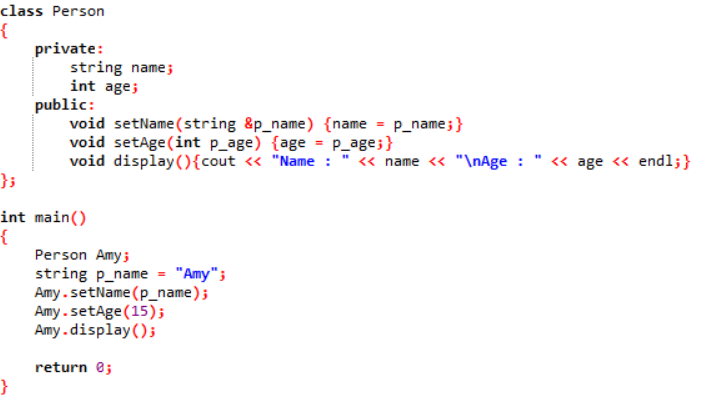 class Person
{
    private:
        string name;
        int age;
    public:
        void setName(string &p_name) {name = p_name;}
        void setAge(int p_age) {age = p_age;}
        void display(){cout << "Name : " << name << "\nAge : " << age << endl;}
};

int main()
{
    Person Amy;
    string p_name = "Amy";
    Amy.setName(p_name);
    Amy.setAge(15);
    Amy.display();

    return 0;
}